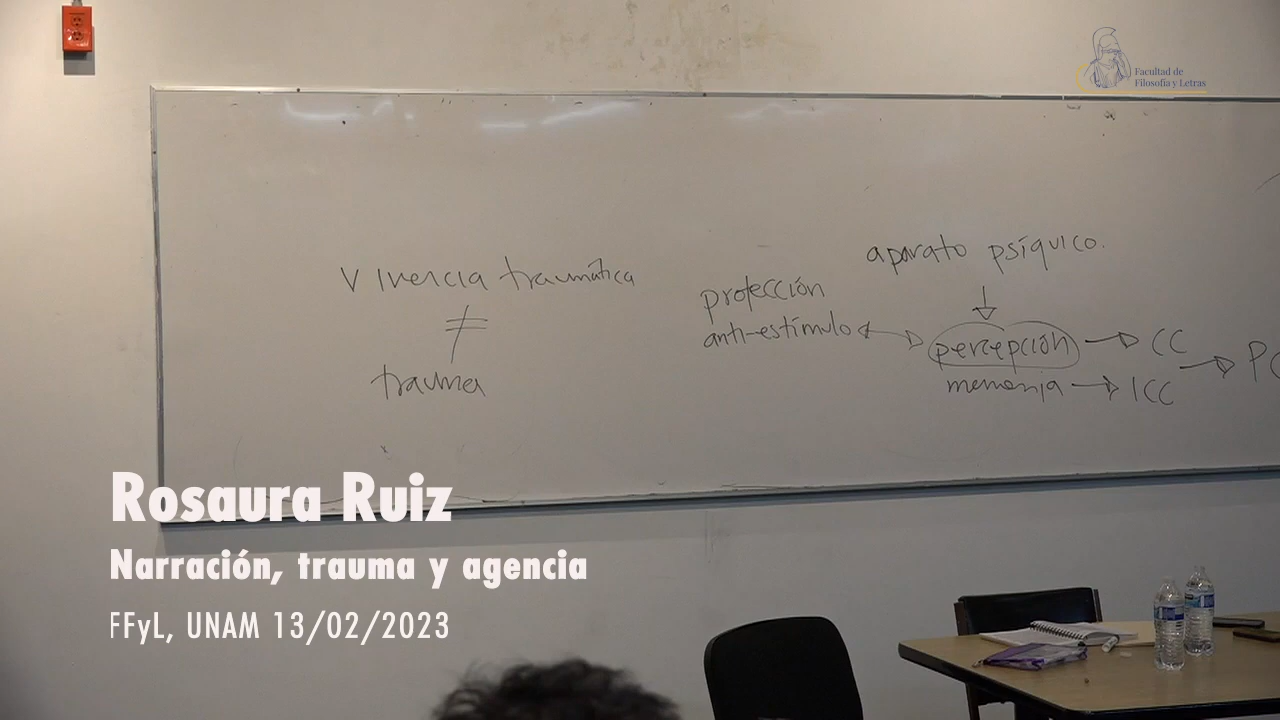 Facultad de
Filosofía y Letras
aparato psíquico.
vivencia traumática
≠
trauma
protección
anti-estímulo
percepción → CC
memoria → ICC
→ PC
Rosaura Ruiz
Narración, trauma y agencia
FFyL, UNAM 13/02/2023